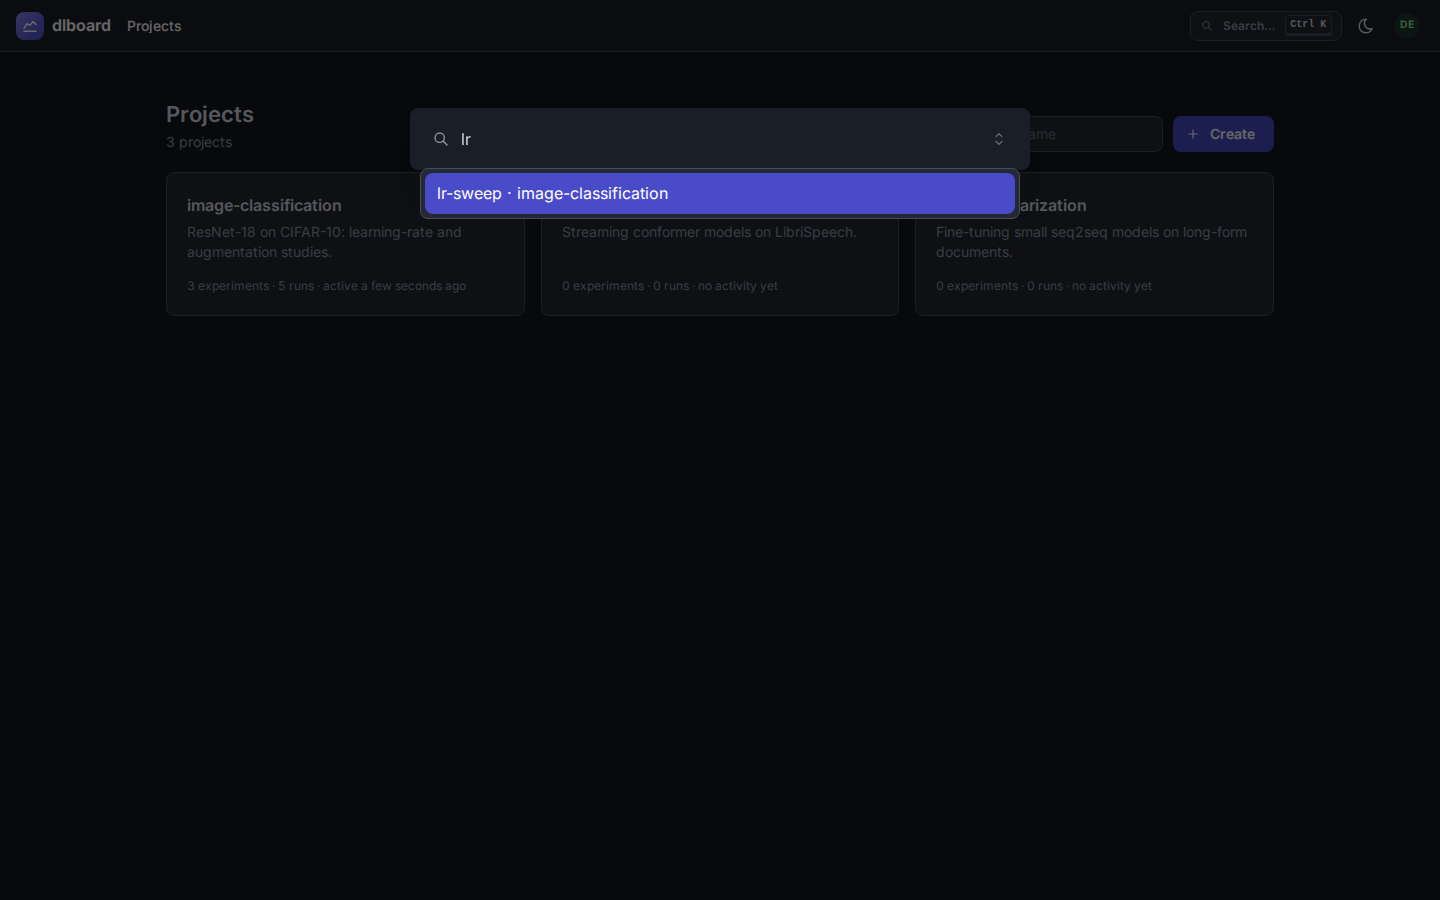 dlboard
Projects
Search...
Ctrl K
DE
Projects
3 projects
lr
ame
Create
lr-sweep · image-classification
image-classification
ResNet-18 on CIFAR-10: learning-rate and
augmentation studies.
3 experiments · 5 runs · active a few seconds ago
Streaming conformer models on LibriSpeech.
0 experiments · 0 runs · no activity yet
arization
Fine-tuning small seq2seq models on long-form
documents.
0 experiments · 0 runs · no activity yet